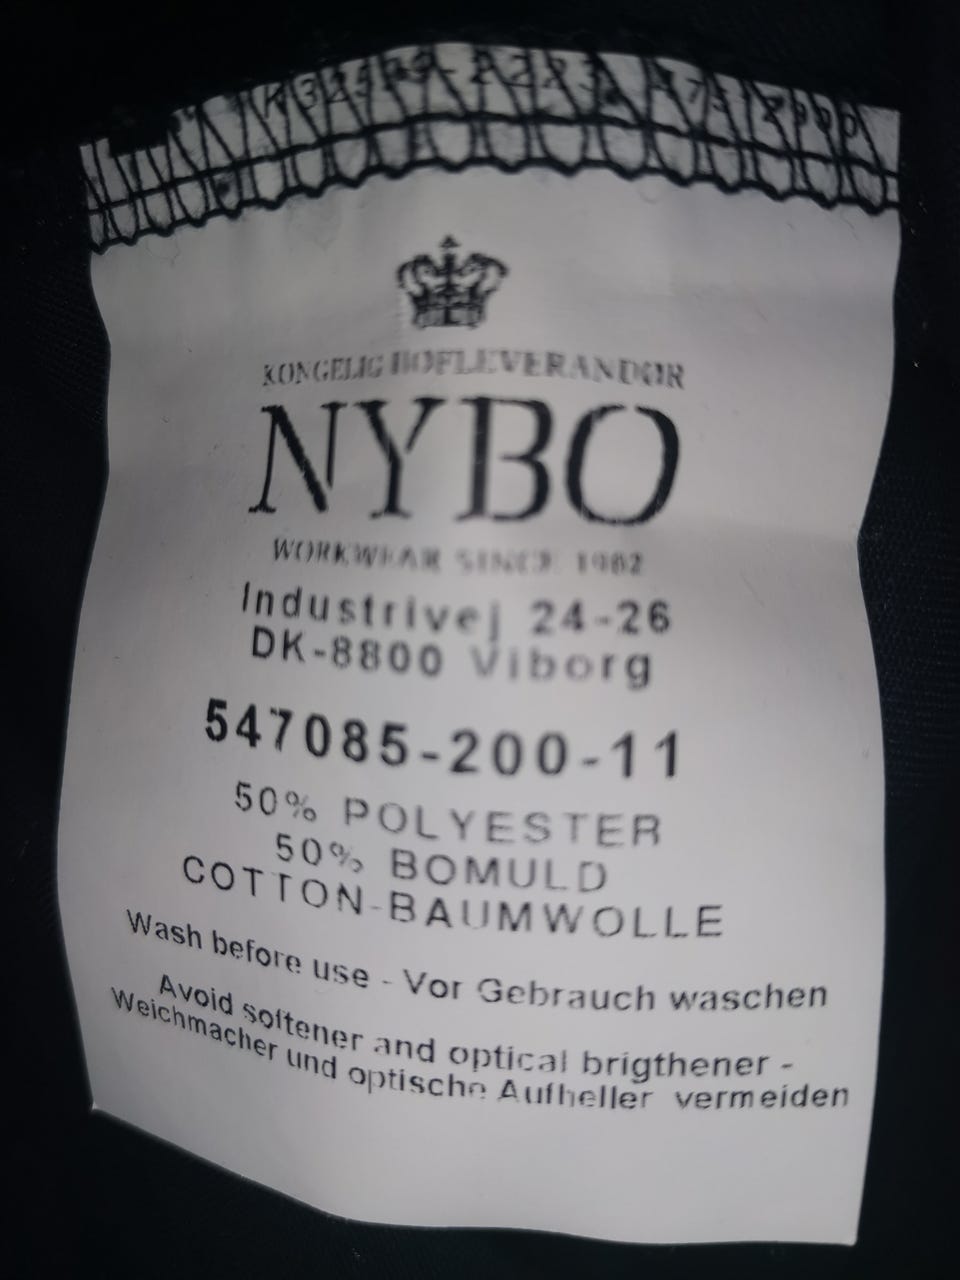 KONGELIG HOFLEVERANDØR
NYBO
WORKWEAR SINCE 1982
Industrivej 24-26
DK-8800 Viborg
547085-200-11
50% POLYESTER
50% BOMULD
COTTON-BAUMWOLLE
Wash before use - Vor Gebrauch waschen
Avoid softener and optical brigthener -
Weichmacher und optische Aufheller vermeiden